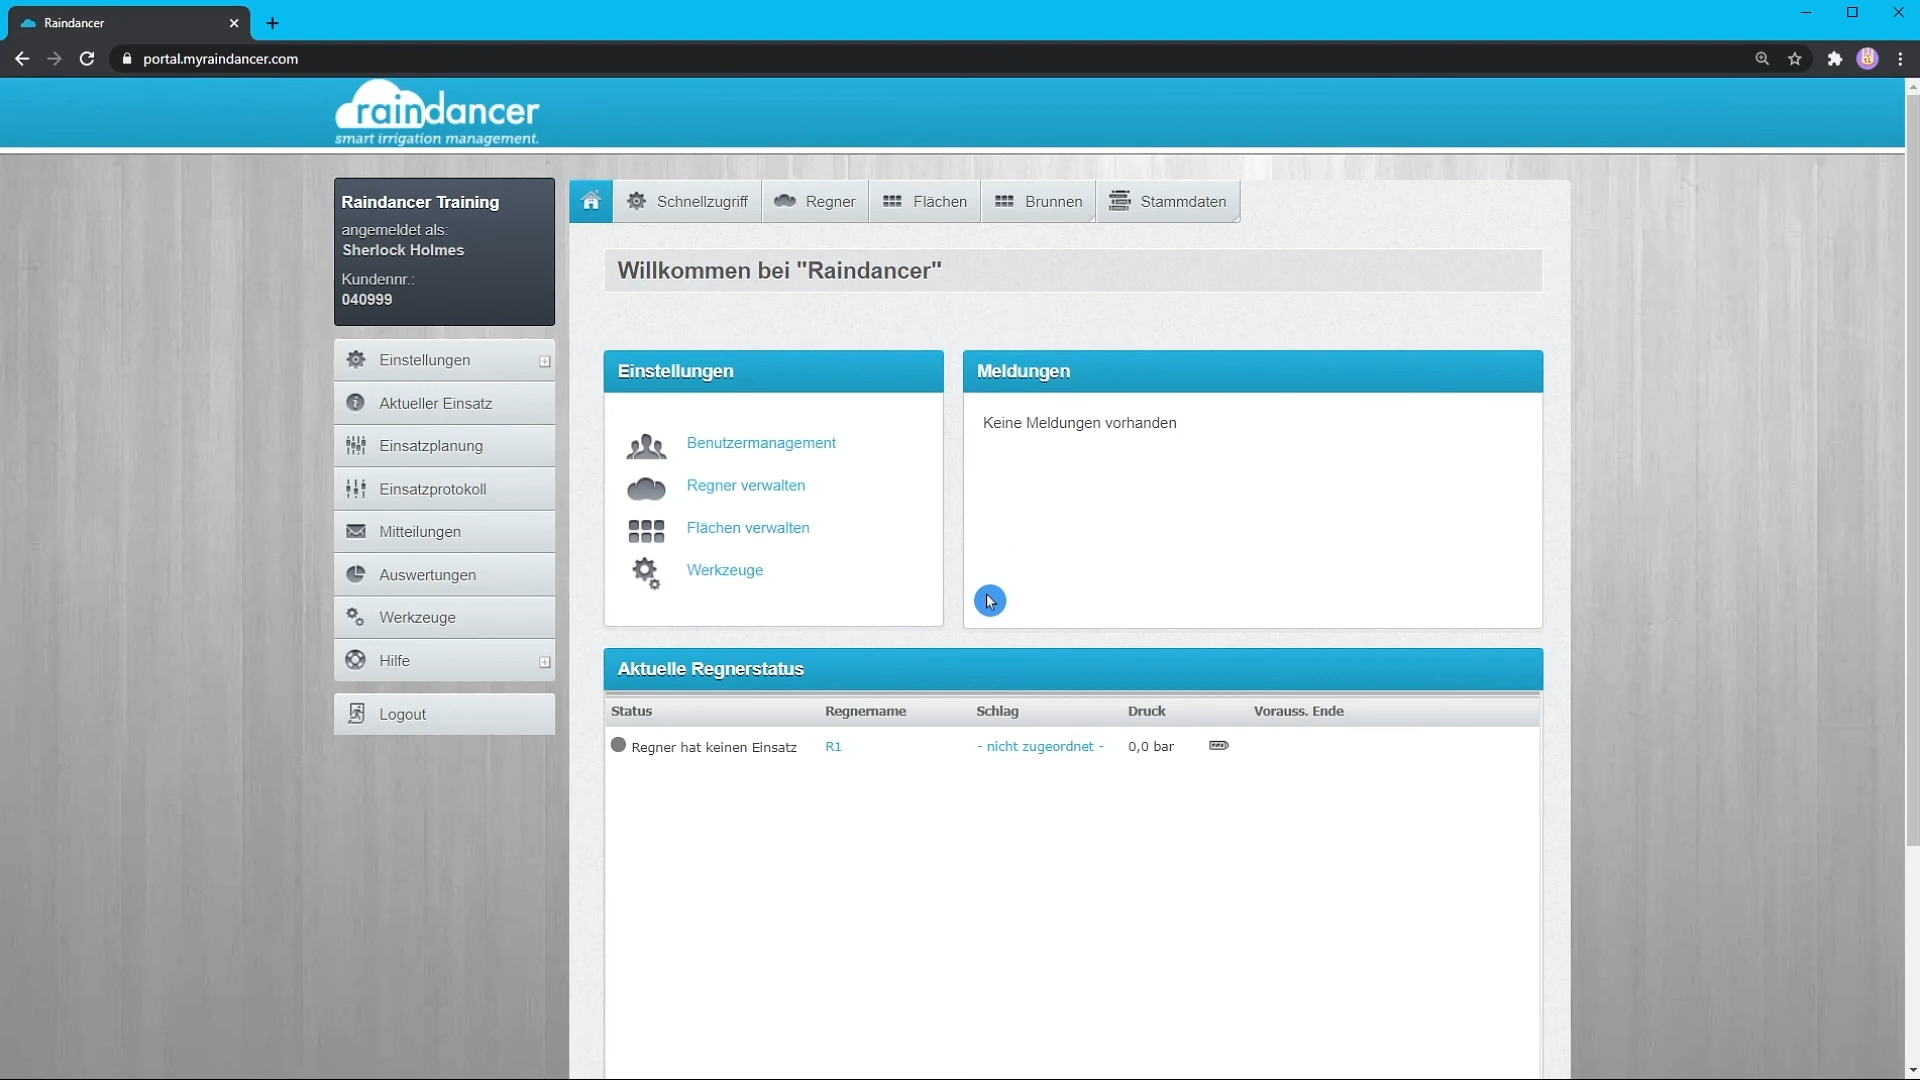 Raindancer
portal.myraindancer.com
raindancer
smart irrigation management.
Raindancer Training
angemeldet als:
Sherlock Holmes
Kundennr.:
040999
Einstellungen
Aktueller Einsatz
Einsatzplanung
Einsatzprotokoll
Mitteilungen
Auswertungen
Werkzeuge
Hilfe
Logout
Schnellzugriff Regner Flächen Brunnen Stammdaten
Willkommen bei "Raindancer"
Einstellungen
Benutzermanagement
Regner verwalten
Flächen verwalten
Werkzeuge
Meldungen
Keine Meldungen vorhanden
Aktuelle Regnerstatus
Status Regnername Schlag Druck Vorauss. Ende
Regner hat keinen Einsatz R1 - nicht zugeordnet - 0,0 bar